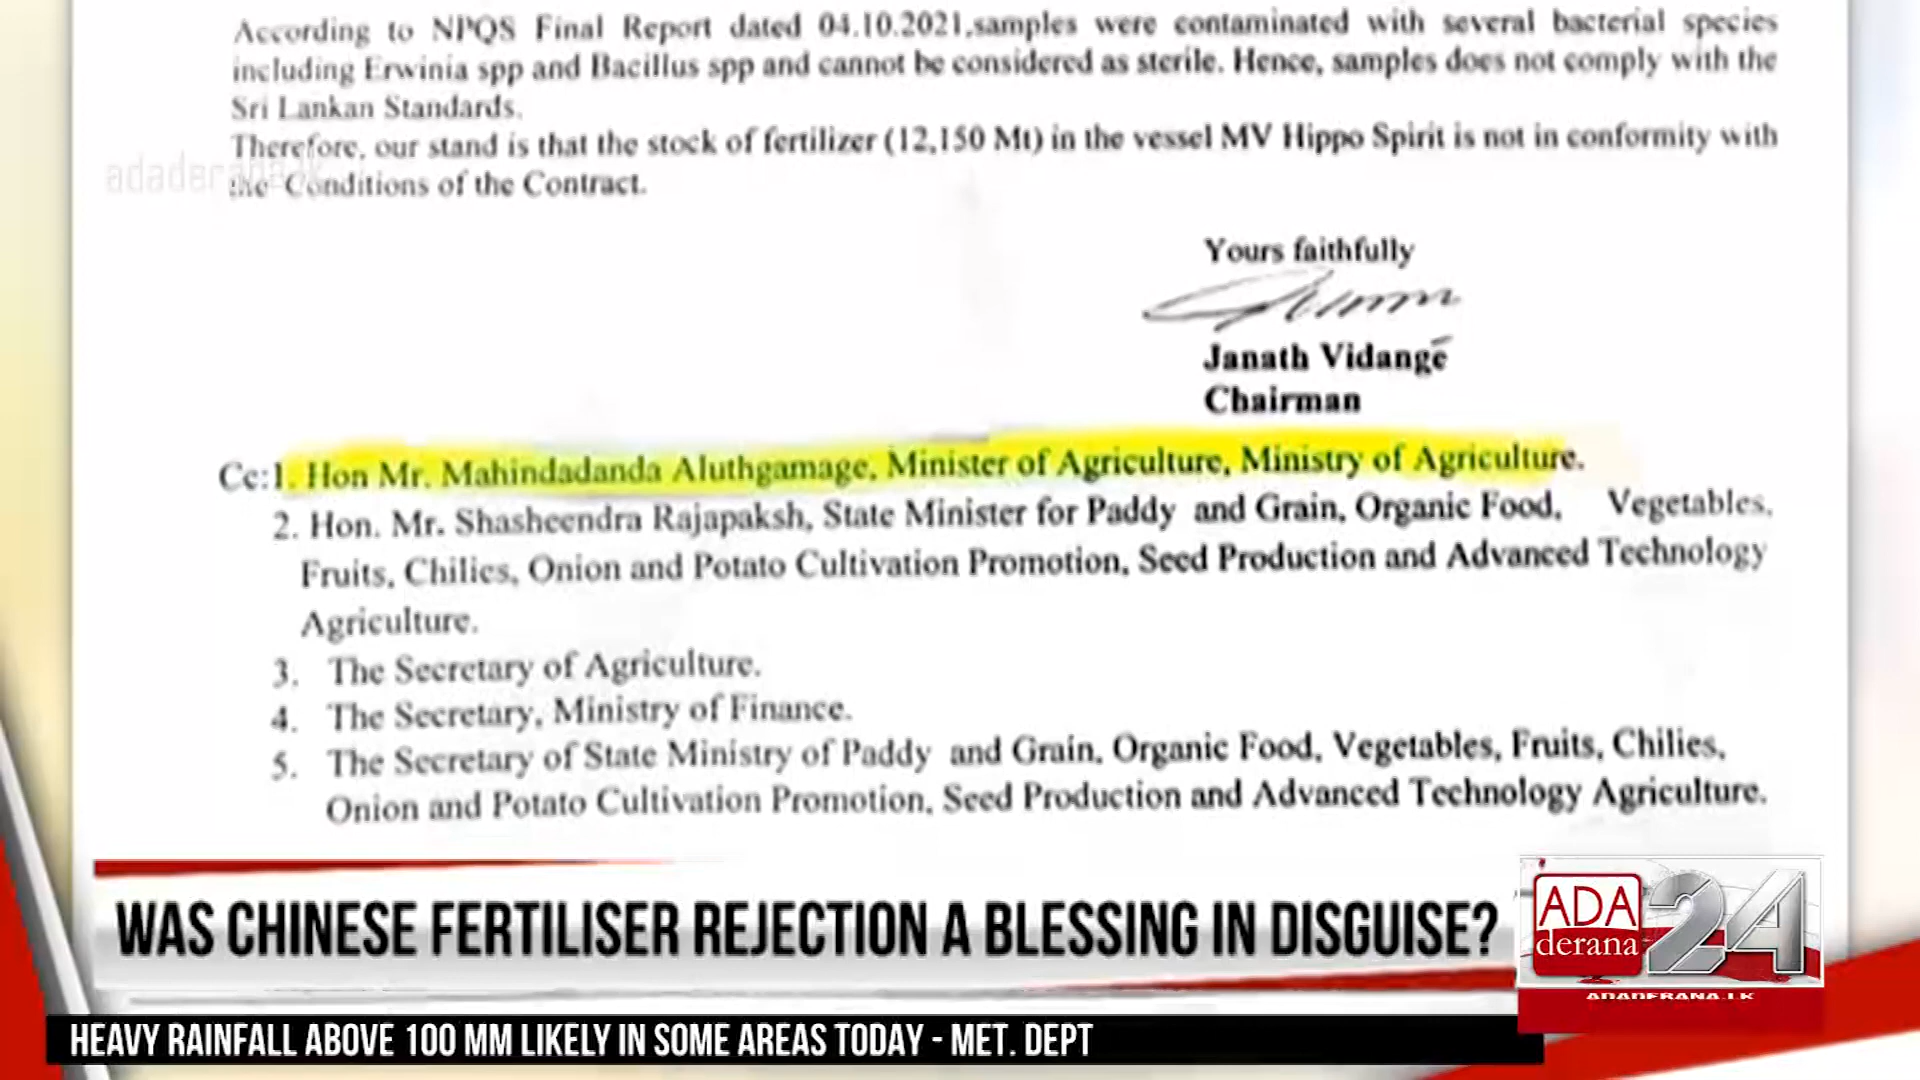 According to NPQS Final Report dated 04.10.2021,samples were contaminated with several bacterial species
including Erwinia spp and Bacillus spp and cannot be considered as sterile. Hence, samples does not comply with the
Sri Lankan Standards.
Therefore, our stand is that the stock of fertilizer (12,150 Mt) in the vessel MV Hippo Spirit is not in conformity with
the Conditions of the Contract.
adaderana.lk
Yours faithfully
Janath Vidange
Chairman
Cc:1. Hon Mr. Mahindadanda Aluthgamage, Minister of Agriculture, Ministry of Agriculture.
2. Hon. Mr. Shasheendra Rajapaksh, State Minister for Paddy and Grain, Organic Food, Vegetables,
Fruits, Chilies, Onion and Potato Cultivation Promotion, Seed Production and Advanced Technology
Agriculture.
3. The Secretary of Agriculture.
4. The Secretary, Ministry of Finance.
5. The Secretary of State Ministry of Paddy and Grain, Organic Food, Vegetables, Fruits, Chilies,
Onion and Potato Cultivation Promotion, Seed Production and Advanced Technology Agriculture.
WAS CHINESE FERTILISER REJECTION A BLESSING IN DISGUISE?
ADA
derana
24
ADADERANA.LK
HEAVY RAINFALL ABOVE 100 MM LIKELY IN SOME AREAS TODAY - MET. DEPT